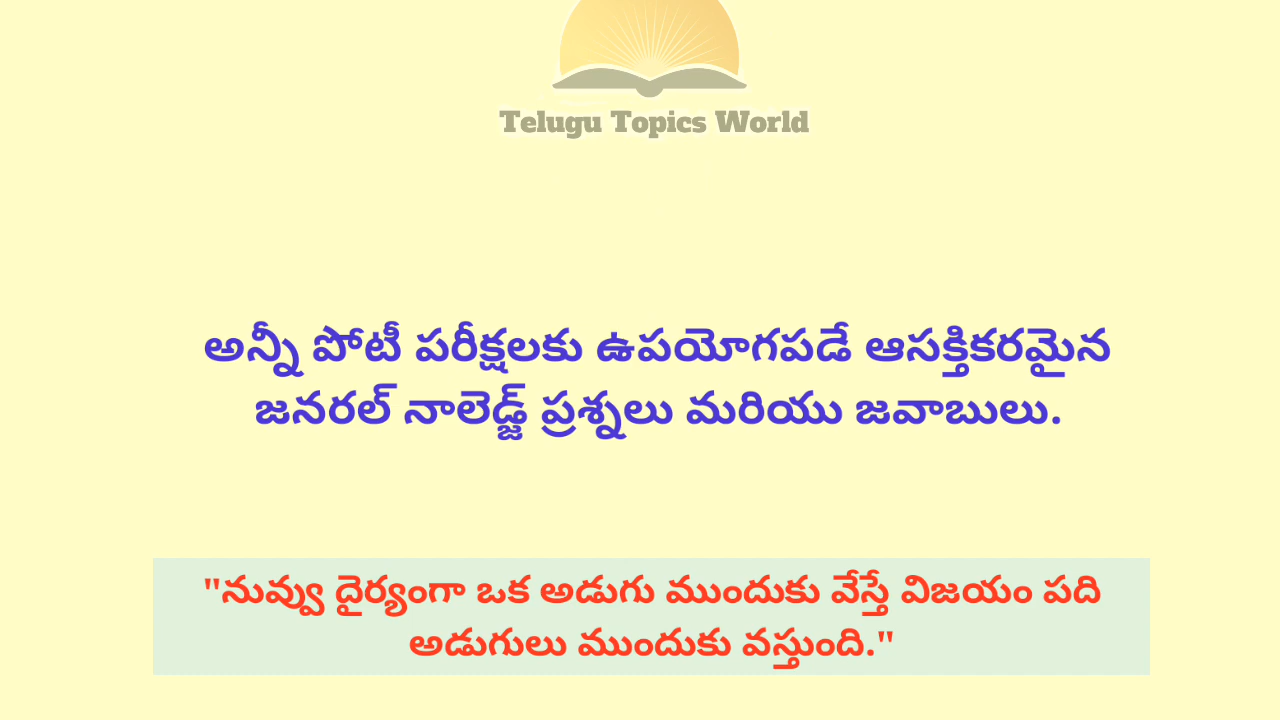 Telugu Topics World
అన్నీ పోటీ పరీక్షలకు ఉపయోగపడే ఆసక్తికరమైన
జనరల్ నాలెడ్జ్ ప్రశ్నలు మరియు జవాబులు.
"నువ్వు దైర్యంగా ఒక అడుగు ముందుకు వేస్తే విజయం పది
అడుగులు ముందుకు వస్తుంది."